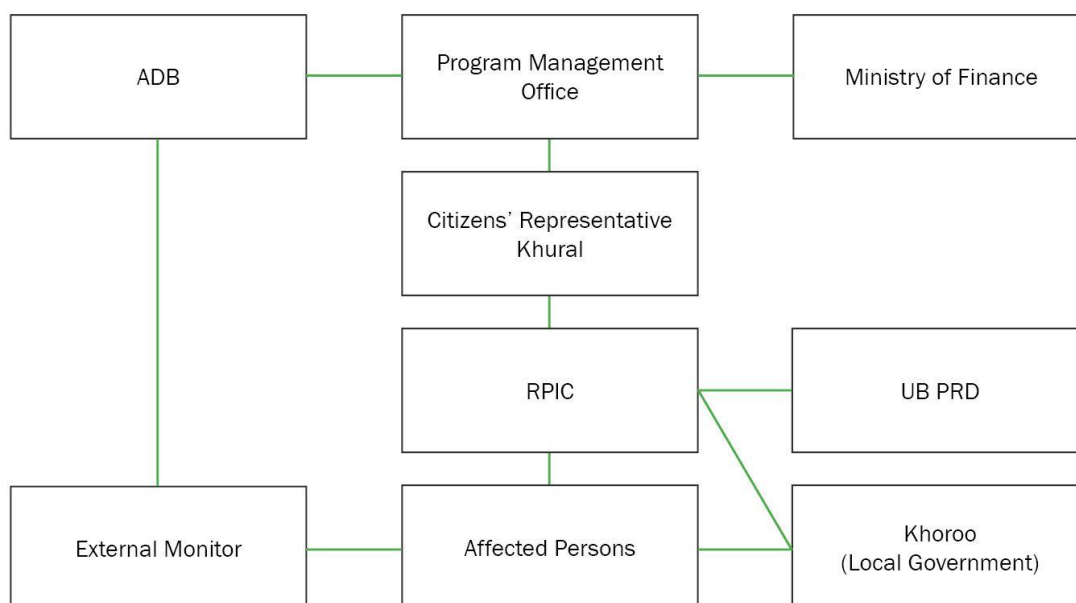 ADB
Program Management
Office
Ministry of Finance
Citizens’ Representative
Khural
RPIC
UB PRD
External Monitor
Affected Persons
Khoroo
(Local Government)